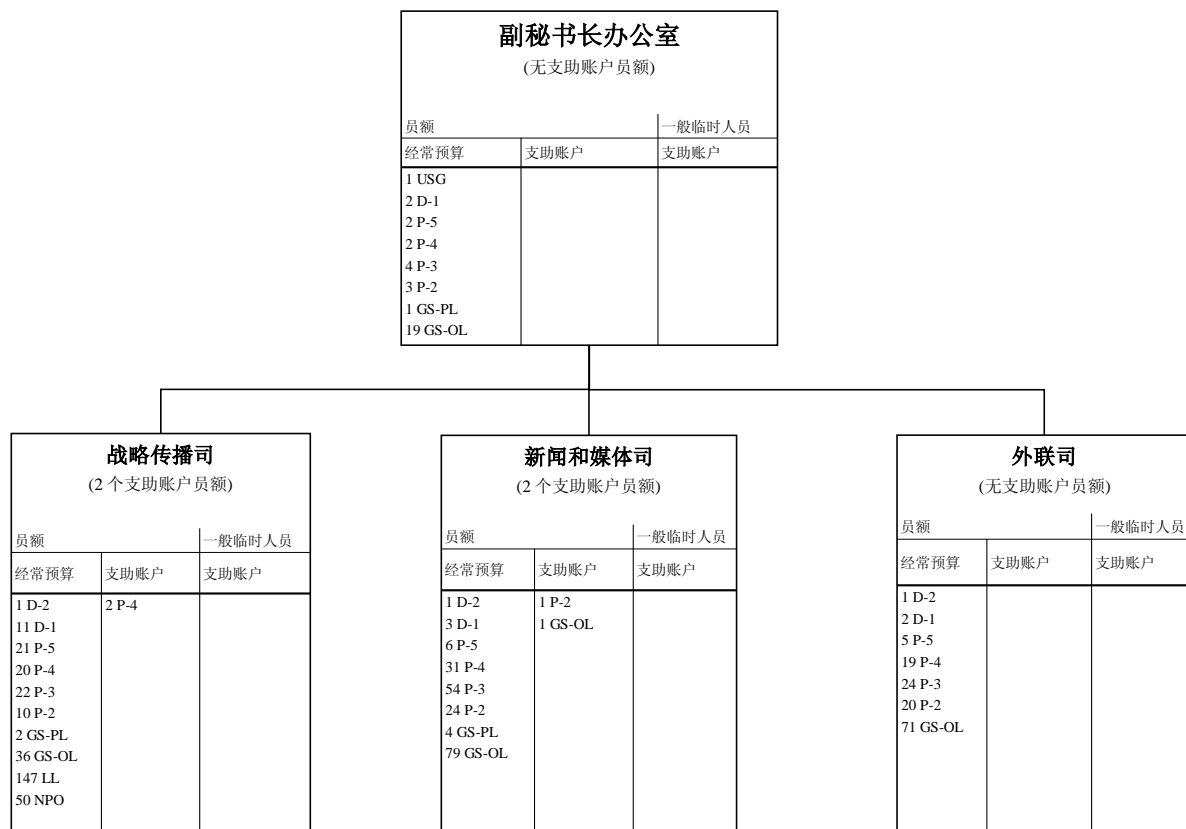 副秘书长办公室
(无支助账户员额)
员额 一般临时人员
经常预算 支助账户 支助账户
1 USG
2 D-1
2 P-5
2 P-4
4 P-3
3 P-2
1 GS-PL
19 GS-OL
战略传播司
(2 个支助账户员额)
员额 一般临时人员
经常预算 支助账户 支助账户
1 D-2 2 P-4
11 D-1
21 P-5
20 P-4
22 P-3
10 P-2
2 GS-PL
36 GS-OL
147 LL
50 NPO
新闻和媒体司
(2 个支助账户员额)
员额 一般临时人员
经常预算 支助账户 支助账户
1 D-2 1 P-2
3 D-1 1 GS-OL
6 P-5
31 P-4
54 P-3
24 P-2
4 GS-PL
79 GS-OL
外联司
(无支助账户员额)
员额 一般临时人员
经常预算 支助账户 支助账户
1 D-2
2 D-1
5 P-5
19 P-4
24 P-3
20 P-2
71 GS-OL